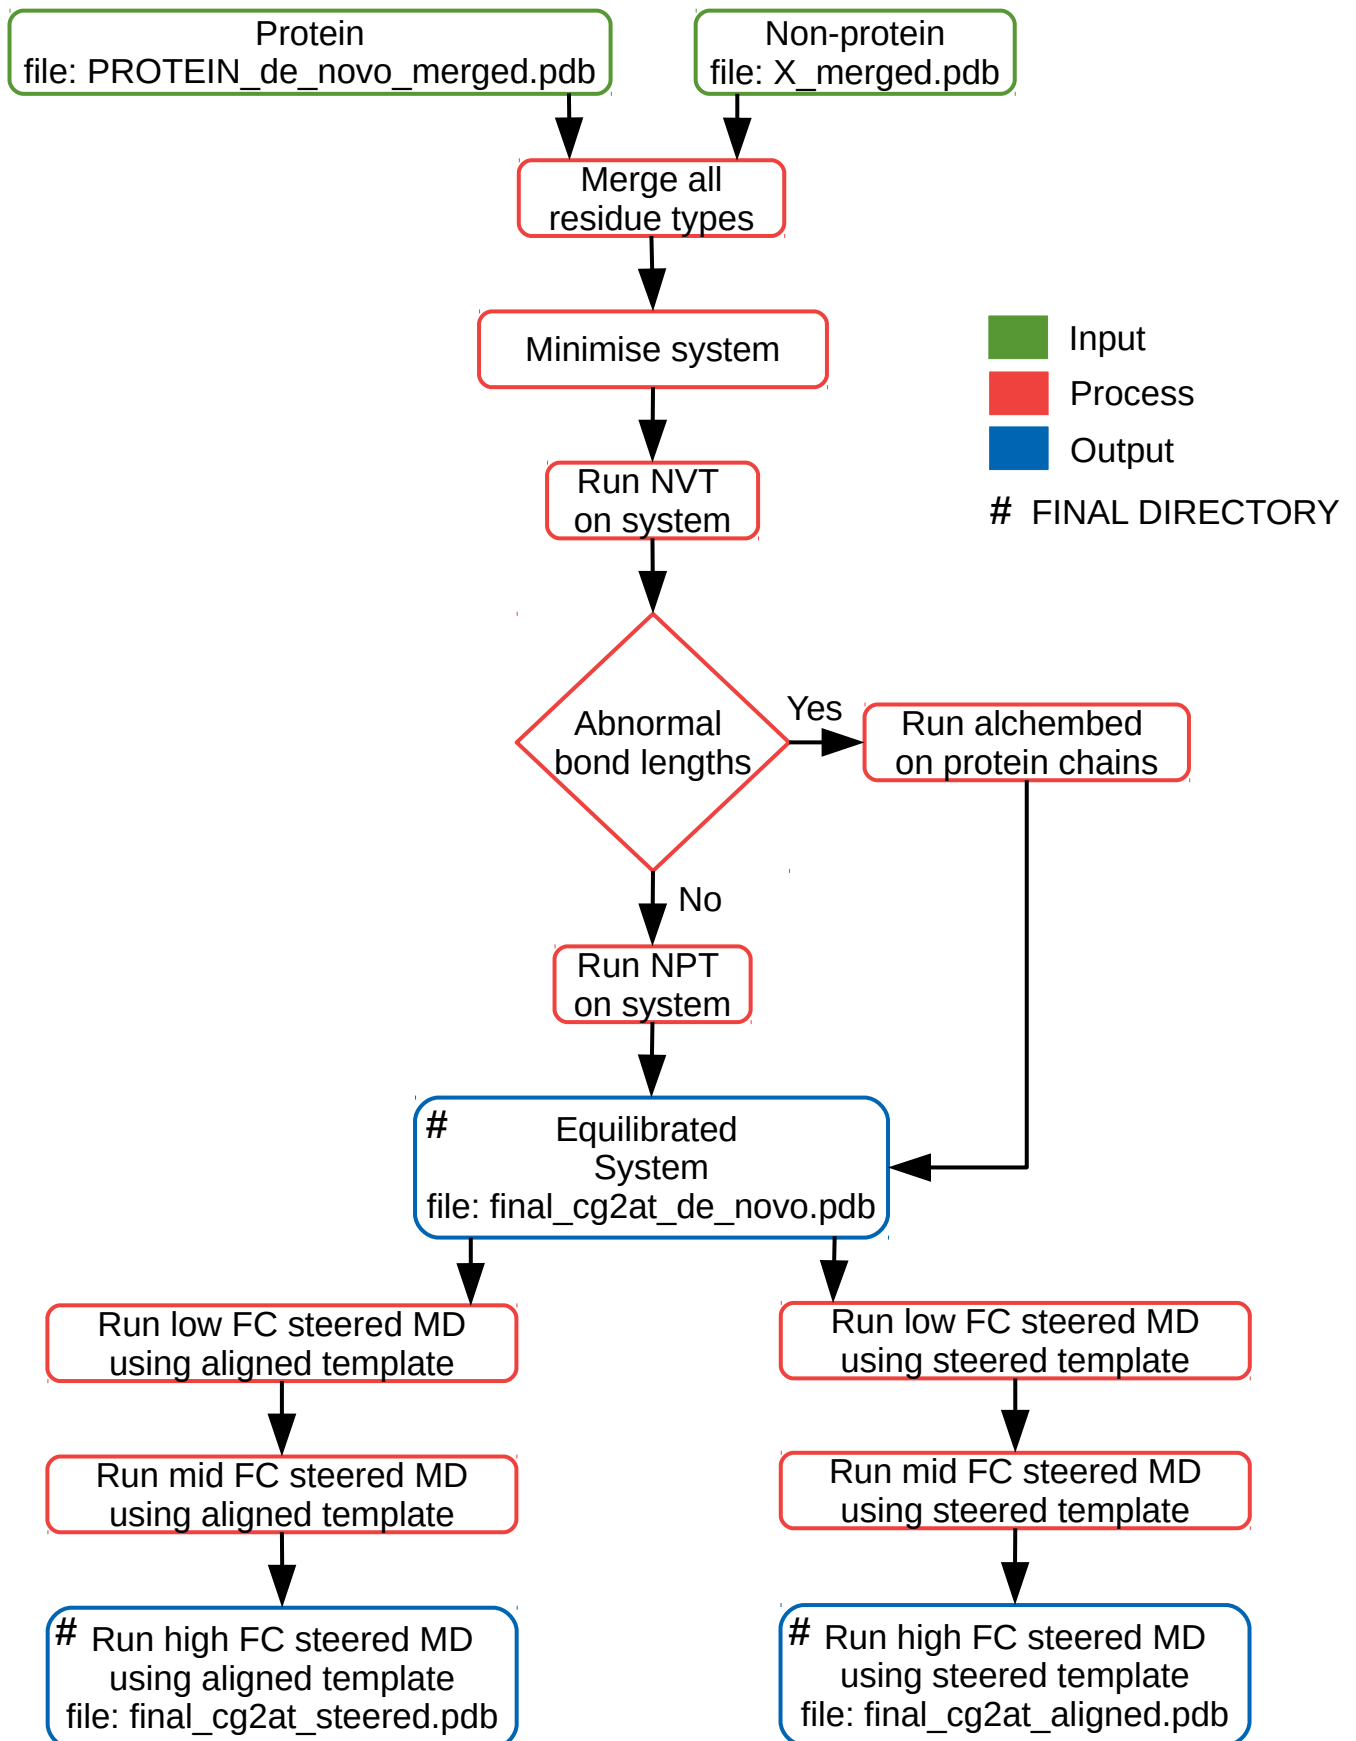 Protein
file: PROTEIN_de_novo_merged.pdb
Non-protein
file: X_merged.pdb
Merge all
residue types
Minimise system
Input
Process
Output
# FINAL DIRECTORY
Run NVT
on system
Abnormal
bond lengths
Yes
Run alchembed
on protein chains
No
Run NPT
on system
#
Equilibrated
System
file: final_cg2at_de_novo.pdb
Run low FC steered MD
using aligned template
Run low FC steered MD
using steered template
Run mid FC steered MD
using aligned template
Run mid FC steered MD
using steered template
# Run high FC steered MD
using aligned template
file: final_cg2at_steered.pdb
# Run high FC steered MD
using steered template
file: final_cg2at_aligned.pdb